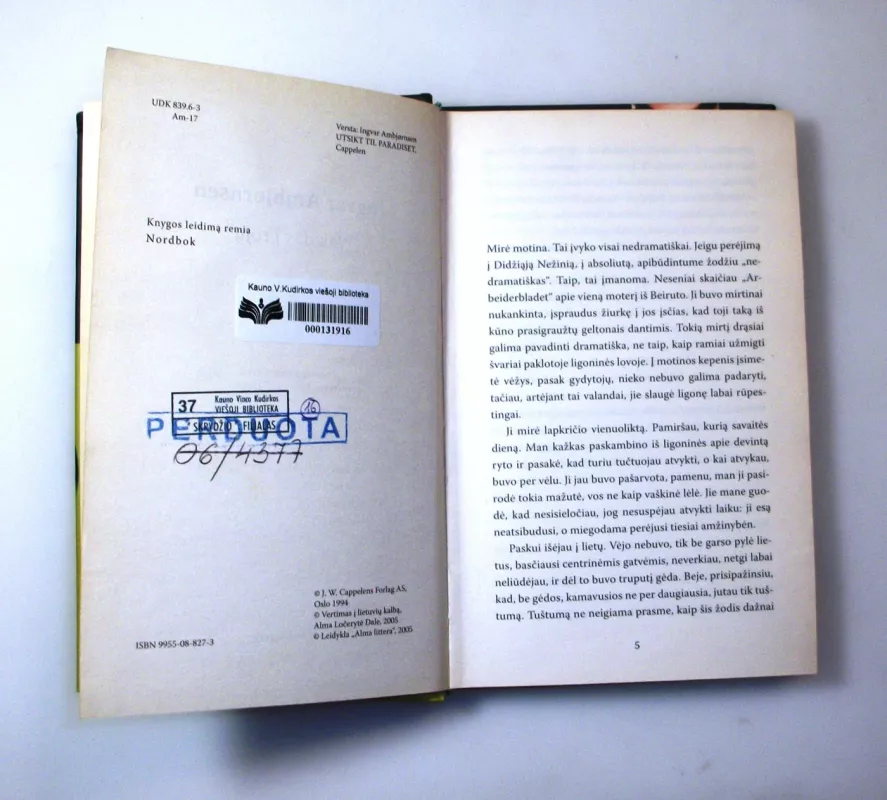 UDK 839.6-3
Am-17
Versta: Ingvar Ambjørnsen
UTSIKT TIL PARADISET,
Cappelen
Knygos leidimą remia
Nordbok
Kauno V.Kudirkos viešoji biblioteka
000131916
37
Kauno Vinco Kudirkos
VIEŠOJI BIBLIOTEKA
FILIALAS
16
PERDUOTA
06/4377
© J. W. Cappelens Forlag AS,
Oslo 1994
© Vertimas į lietuvių kalbą,
Alma Ločerytė Dale, 2005
© Leidykla „Alma littera“, 2005
ISBN 9955-08-827-3
Mirė motina. Tai įvyko visai nedramatiškai. Jeigu perėjimą
į Didžiąją Nežinią, į absoliutą, apibūdintume žodžiu „ne-
dramatiškas“. Taip, tai įmanoma. Neseniai skaičiau „Ar-
beiderbladet“ apie vieną moterį iš Beiruto. Ji buvo mirtinai
nukankinta, įspraudus žiurkę į jos įsčias, kad toji taką iš
kūno prasigraužtų geltonais dantimis. Tokią mirtį drąsiai
galima pavadinti dramatiška, ne taip, kaip ramiai užmigti
švariai paklotoje ligoninės lovoje. Į motinos kepenis įsime-
tė vėžys, pasak gydytojų, nieko nebuvo galima padaryti,
tačiau, artėjant tai valandai, jie slaugė ligonę labai rūpes-
tingai.
Ji mirė lapkričio vienuoliktą. Pamiršau, kurią savaitės
dieną. Man kažkas paskambino iš ligoninės apie devintą
ryto ir pasakė, kad turiu tučtuojau atvykti, o kai atvykau,
buvo per vėlu. Ji jau buvo pašarvota, pamenu, man ji pasi-
rodė tokia mažutė, vos ne kaip vaškinė lėlė. Jie mane guo-
dė, kad nesisieločiau, jog nesuspėjau atvykti laiku: ji esą
neatsibudusi, o miegodama perėjusi tiesiai amžinybėn.
Paskui išėjau į lietų. Vėjo nebuvo, tik be garso pylė lie-
tus, basčiausi centrinėmis gatvėmis, neverkiau, netgi labai
neliūdėjau, ir dėl to buvo truputį gėda. Beje, prisipažinsiu,
kad, be gėdos, kamavusios ne per daugiausia, jutau tik tuš-
tumą. Tuštumą ne neigiama prasme, kaip šis žodis dažnai
5